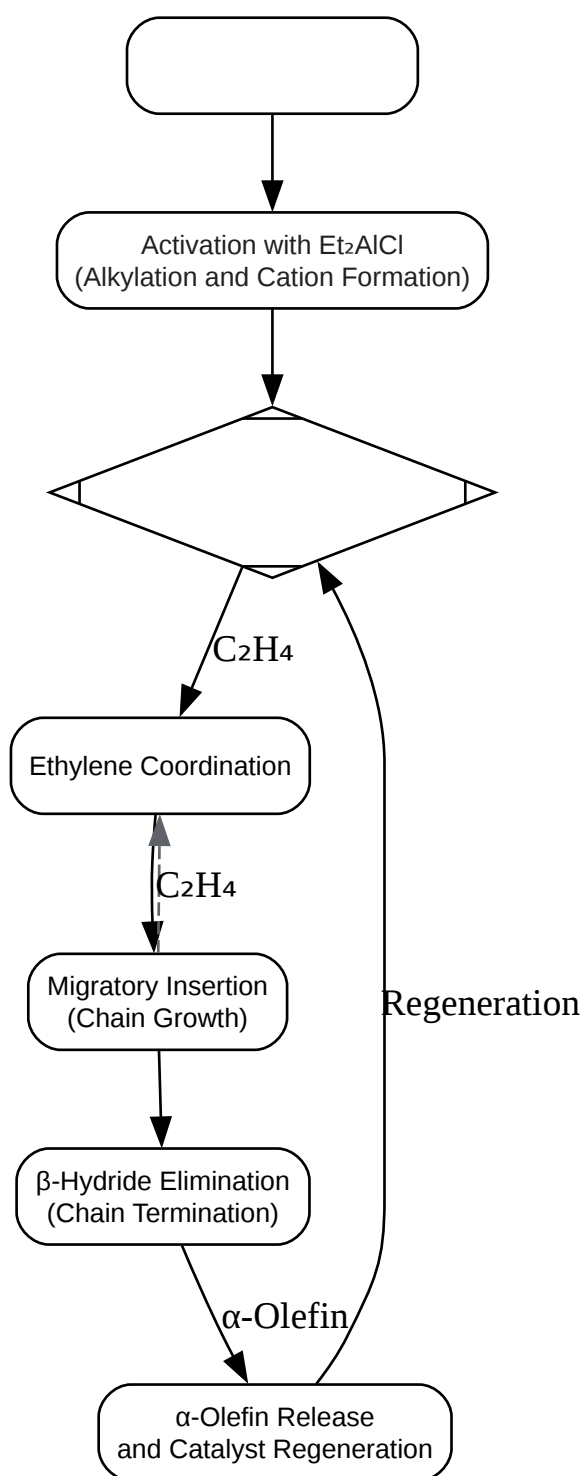 Activation with Et₂AlCl
(Alkylation and Cation Formation)
C₂H₄
Ethylene Coordination
C₂H₄
Migratory Insertion
(Chain Growth)
Regeneration
β-Hydride Elimination
(Chain Termination)
α-Olefin
α-Olefin Release
and Catalyst Regeneration